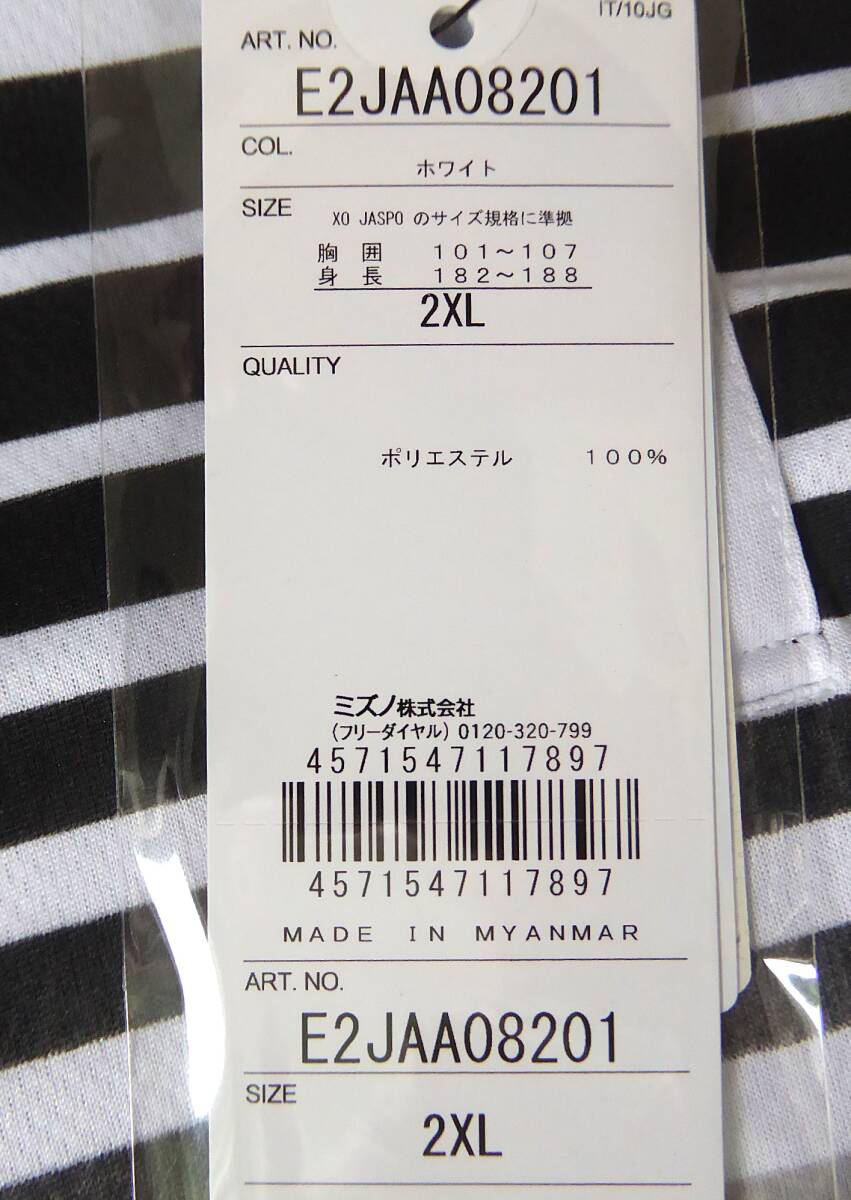 IT/10JG
ART. NO.
E2JAA08201
COL.
ホワイト
SIZE
XO JASPO のサイズ規格に準拠
胸 囲 101～107
身 長 182～188
2XL
QUALITY
ポリエステル 100%
ミズノ株式会社
(フリーダイヤル) 0120-320-799
4571547117897
4571547117897
MADE IN MYANMAR
ART. NO.
E2JAA08201
SIZE
2XL